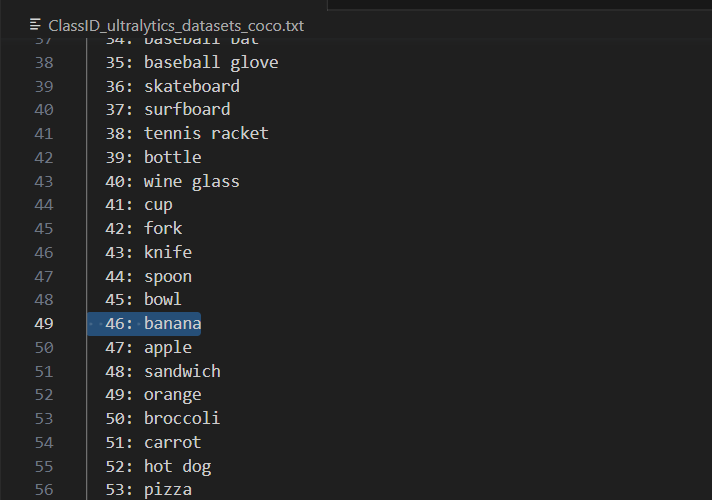 ClassID_ultralytics_datasets_coco.txt
37 34: baseball bat
38 35: baseball glove
39 36: skateboard
40 37: surfboard
41 38: tennis racket
42 39: bottle
43 40: wine glass
44 41: cup
45 42: fork
46 43: knife
47 44: spoon
48 45: bowl
49 46: banana
50 47: apple
51 48: sandwich
52 49: orange
53 50: broccoli
54 51: carrot
55 52: hot dog
56 53: pizza